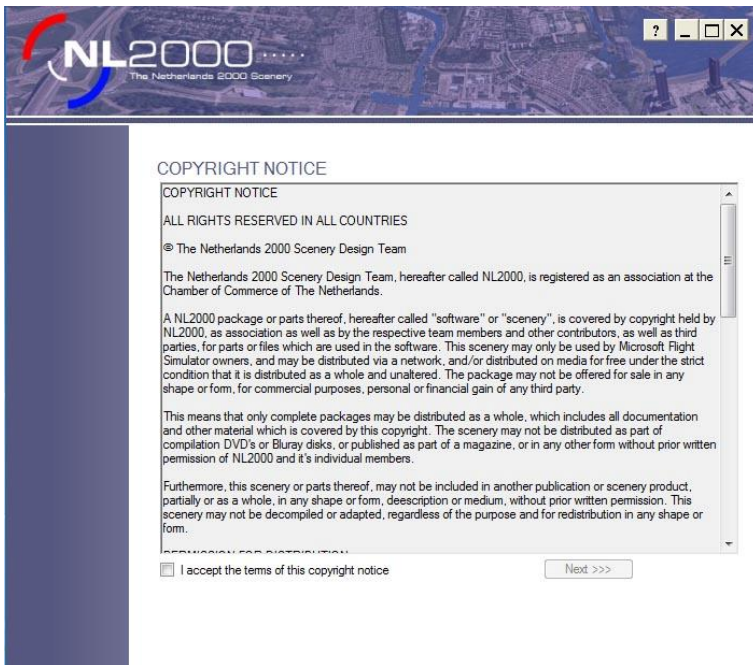 NL2000
The Netherlands 2000 Scenery
?
COPYRIGHT NOTICE
COPYRIGHT NOTICE
ALL RIGHTS RESERVED IN ALL COUNTRIES
© The Netherlands 2000 Scenery Design Team
The Netherlands 2000 Scenery Design Team, hereafter called NL2000, is registered as an association at the
Chamber of Commerce of The Netherlands.
A NL2000 package or parts thereof, hereafter called "software" or "scenery", is covered by copyright held by
NL2000, as association as well as by the respective team members and other contributors, as well as third
parties, for parts or files which are used in the software. This scenery may only be used by Microsoft Flight
Simulator owners, and may be distributed via a network, and/or distributed on media for free under the strict
condition that it is distributed as a whole and unaltered. The package may not be offered for sale in any
shape or form, for commercial purposes, personal or financial gain of any third party.
This means that only complete packages may be distributed as a whole, which includes all documentation
and other material which is covered by this copyright. The scenery may not be distributed as part of
compilation DVD's or Bluray disks, or published as part of a magazine, or in any other form without prior written
permission of NL2000 and it's individual members.
Furthermore, this scenery or parts thereof, may not be included in another publication or scenery product,
partially or as a whole, in any shape or form, deescription or medium, without prior written permission. This
scenery may not be decompiled or adapted, regardless of the purpose and for redistribution in any shape or
form.
PERMISSION FOR DISTRIBUTION
I accept the terms of this copyright notice
Next >>>